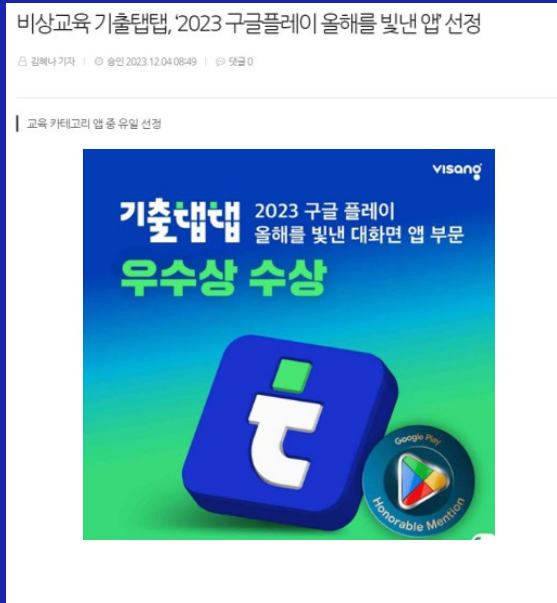 비상교육 기출탭탭, ‘2023 구글플레이 올해를 빛낸 앱’ 선정
김혜나 기자 | 승인 2023.12.04 08:49 | 댓글 0
교육 카테고리 앱 중 유일 선정
visang
기출탭탭 2023 구글 플레이
올해를 빛낸 대화면 앱 부문
우수상 수상
Google Play
Honorable Mention